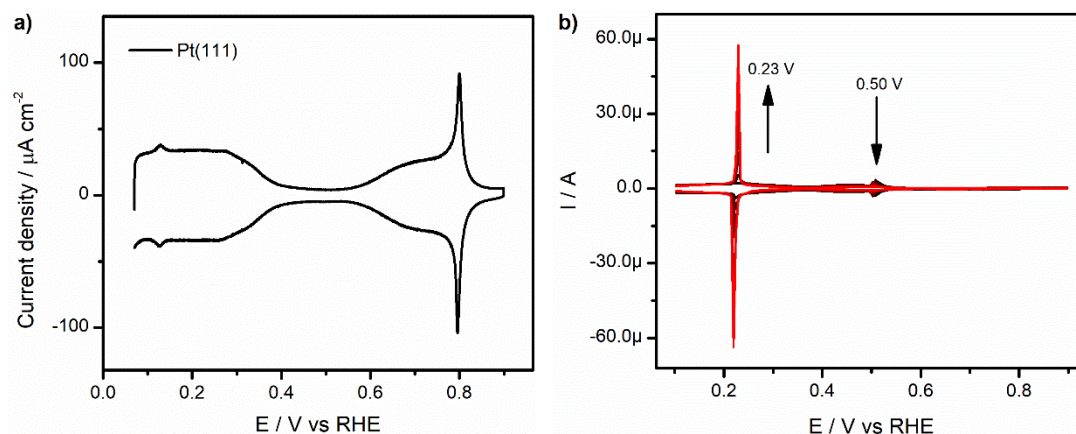 a)
Pt(111)
Current density / µA cm⁻²
100
0
-100
0.0 0.2 0.4 0.6 0.8
E / V vs RHE
b)
0.23 V
0.50 V
I / A
60.0µ
30.0µ
0.0
-30.0µ
-60.0µ
0.2 0.4 0.6 0.8
E / V vs RHE